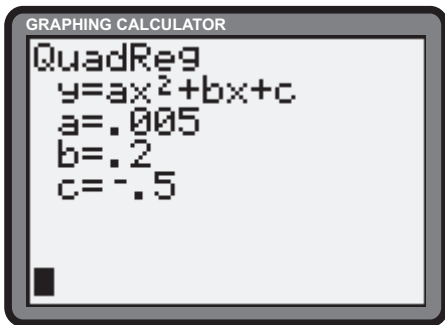 GRAPHING CALCULATOR
QuadReg
y=ax²+bx+c
a=.005
b=.2
c=⁻.5